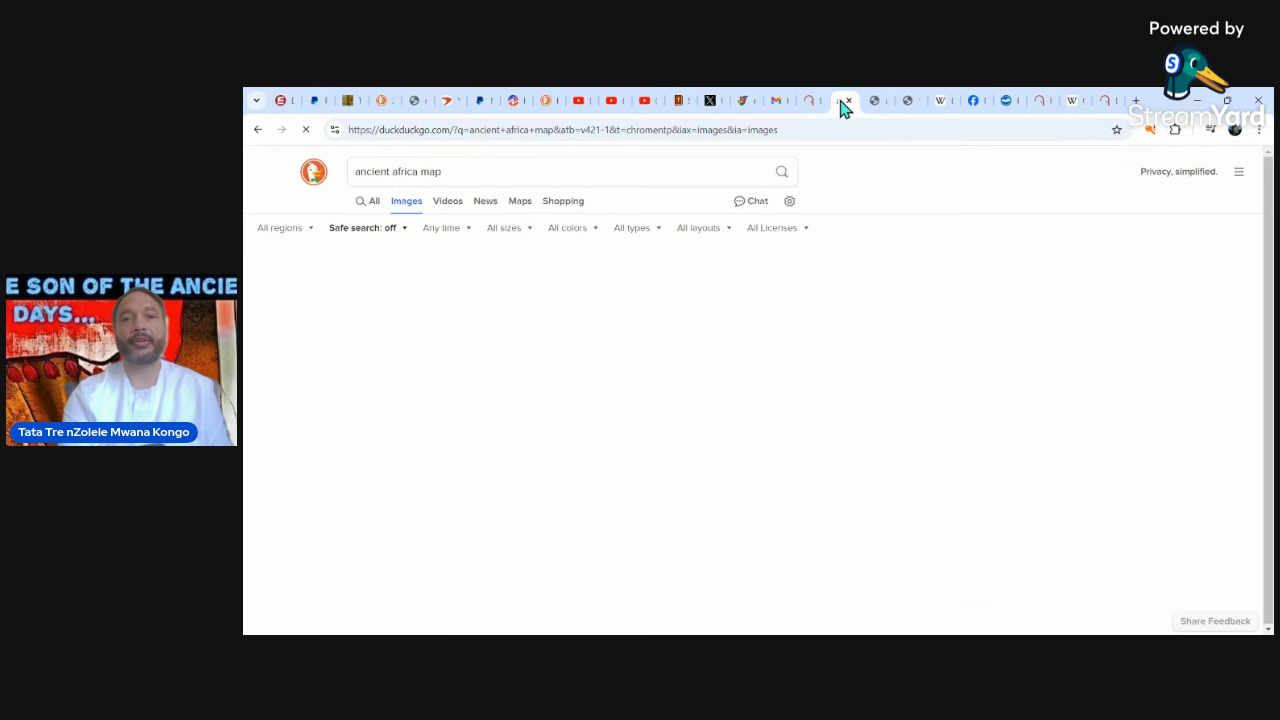 Powered by
StreamYard
https://duckduckgo.com/?q=ancient+africa+map&atb=v421-1&t=chromentp&iax=images&ia=images
ancient africa map
Privacy, simplified.
All
Images
Videos
News
Maps
Shopping
Chat
All regions
Safe search: off
Any time
All sizes
All colors
All types
All layouts
All Licenses
E SON OF THE ANCIE
DAYS...
Tata Tre nZolele Mwana Kongo
Share Feedback